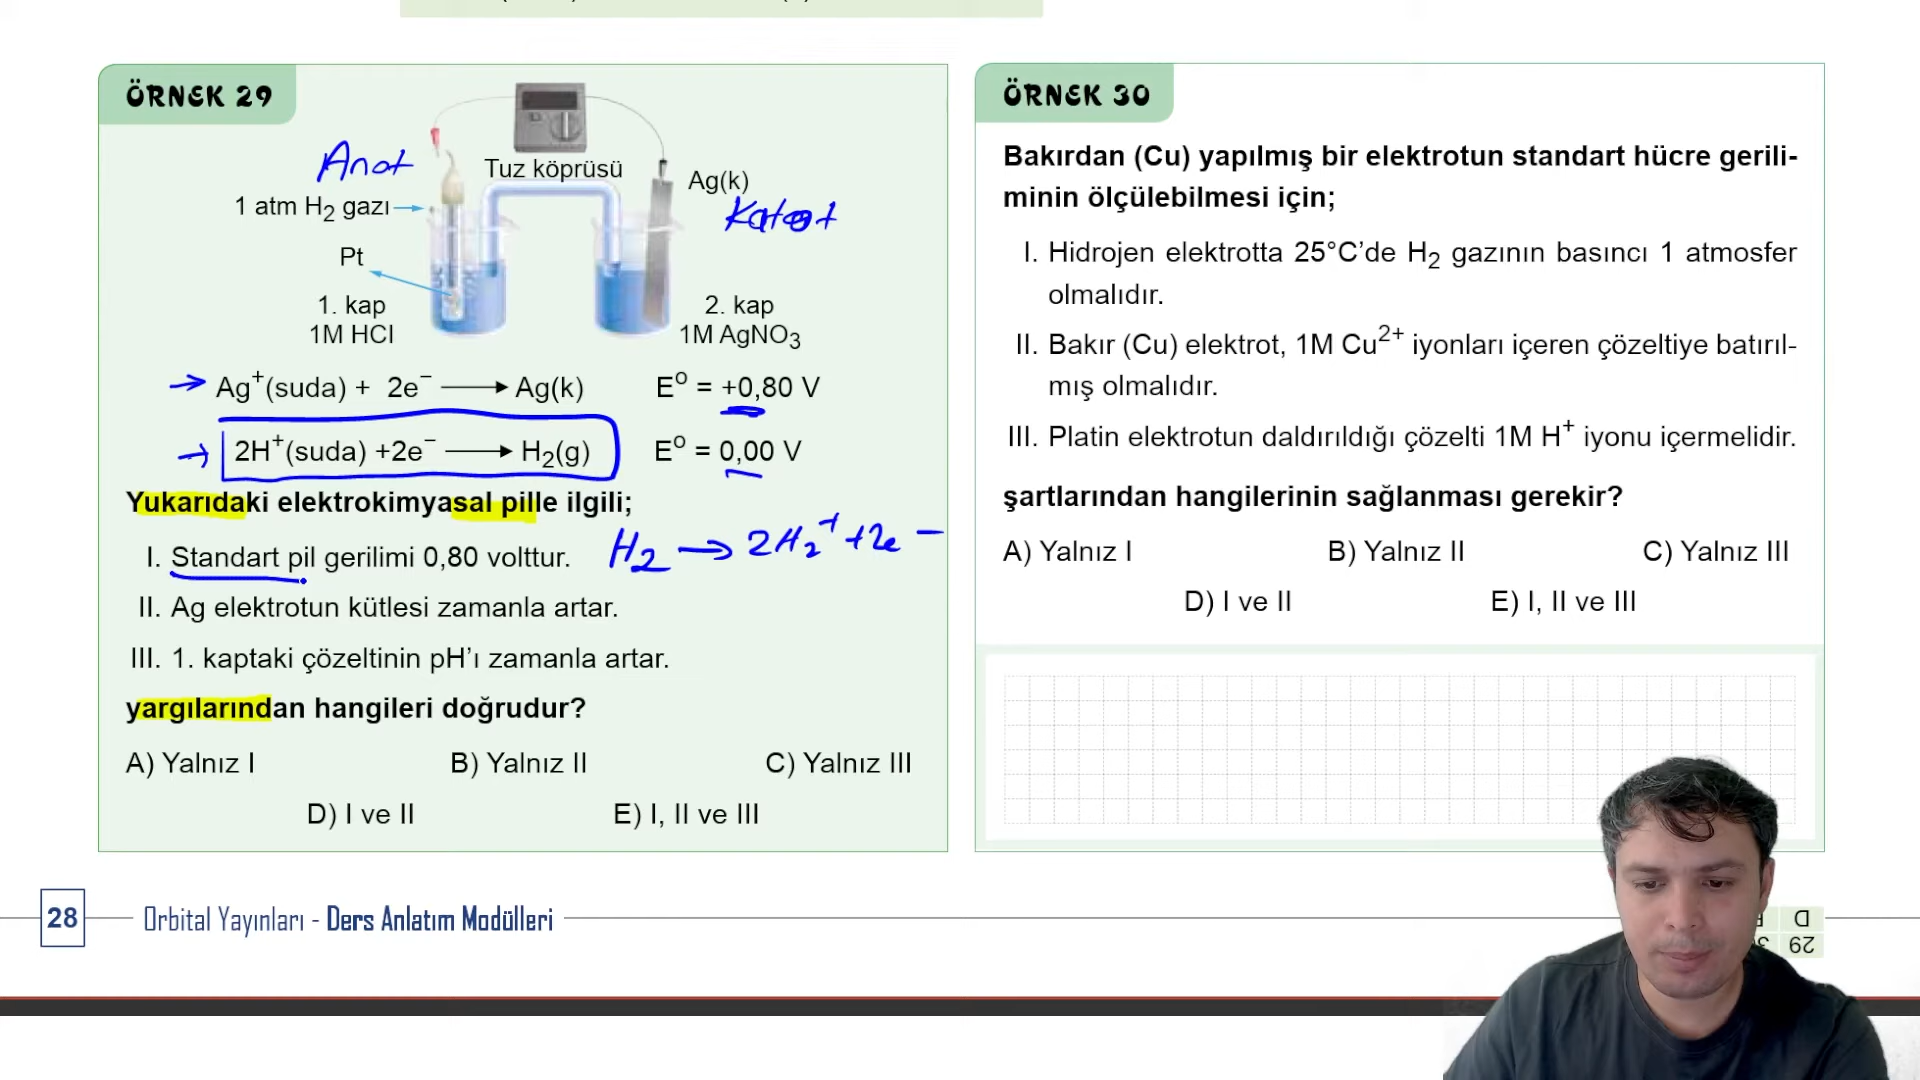 ÖRNEK 29
Anot
Tuz köprüsü
Ag(k)
1 atm H₂ gazı
Katot
Pt
1. kap
2. kap
1M HCl
1M AgNO₃
Ag⁺(suda) + 2e⁻ ⟶ Ag(k) E⁰ = +0,80 V
2H⁺(suda) +2e⁻ ⟶ H₂(g) E⁰ = 0,00 V
Yukarıdaki elektrokimyasal pille ilgili;
H₂ → 2H₂⁺ +2e⁻
I. Standart pil gerilimi 0,80 volttur.
II. Ag elektrotun kütlesi zamanla artar.
III. 1. kaptaki çözeltinin pH’ı zamanla artar.
yargılarından hangileri doğrudur?
A) Yalnız I B) Yalnız II C) Yalnız III
D) I ve II E) I, II ve III
ÖRNEK 30
Bakırdan (Cu) yapılmış bir elektrotun standart hücre gerili-
minin ölçülebilmesi için;
I. Hidrojen elektrotta 25°C’de H₂ gazının basıncı 1 atmosfer
olmalıdır.
II. Bakır (Cu) elektrot, 1M Cu²⁺ iyonları içeren çözeltiye batırıl-
mış olmalıdır.
III. Platin elektrotun daldırıldığı çözelti 1M H⁺ iyonu içermelidir.
şartlarından hangilerinin sağlanması gerekir?
A) Yalnız I B) Yalnız II C) Yalnız III
D) I ve II E) I, II ve III
28 Orbital Yayınları - Ders Anlatım Modülleri
D
29